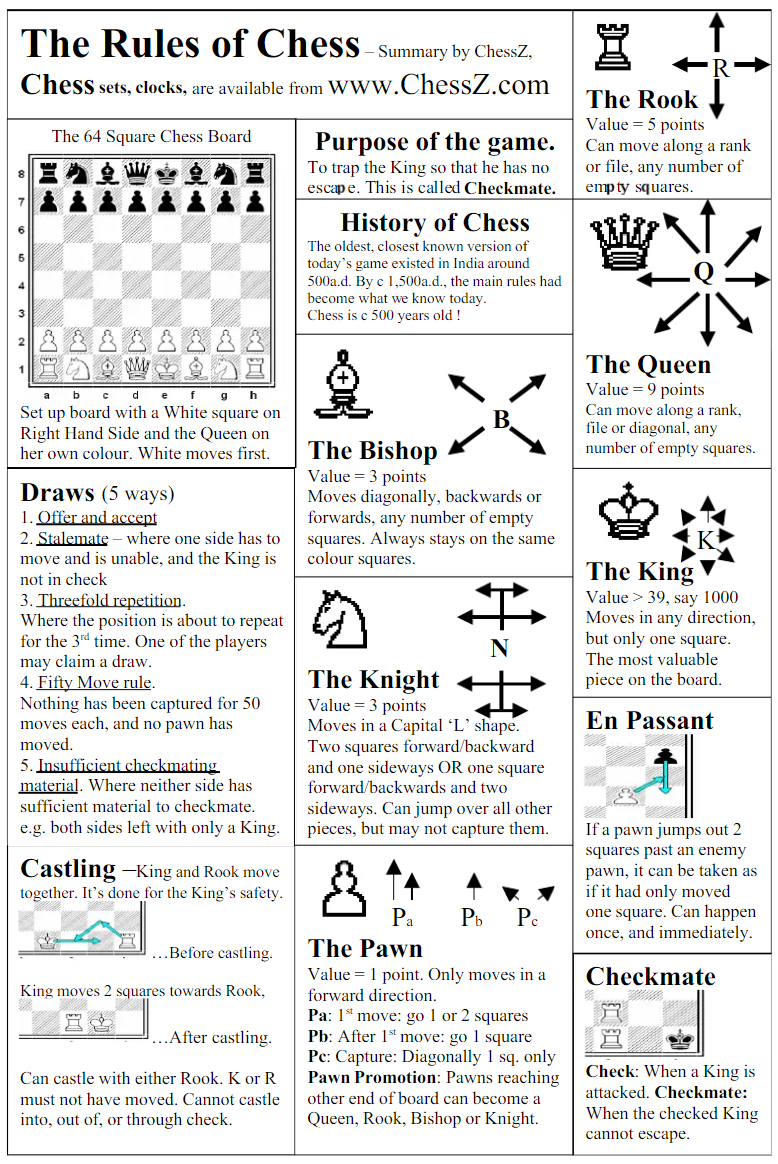 The Rules of Chess – Summary by ChessZ,
Chess sets, clocks, are available from www.ChessZ.com
The 64 Square Chess Board
8
7
6
5
4
3
2
1
a b c d e f g h
Set up board with a White square on
Right Hand Side and the Queen on
her own colour. White moves first.
Draws (5 ways)
1. Offer and accept
2. Stalemate – where one side has to
move and is unable, and the King is
not in check
3. Threefold repetition.
Where the position is about to repeat
for the 3rd time. One of the players
may claim a draw.
4. Fifty Move rule.
Nothing has been captured for 50
moves each, and no pawn has
moved.
5. Insufficient checkmating
material. Where neither side has
sufficient material to checkmate.
e.g. both sides left with only a King.
Castling —King and Rook move
together. It's done for the King's safety.
…Before castling.
King moves 2 squares towards Rook,
…After castling.
Can castle with either Rook. K or R
must not have moved. Cannot castle
into, out of, or through check.
Purpose of the game.
To trap the King so that he has no
escape. This is called Checkmate.
History of Chess
The oldest, closest known version of
today's game existed in India around
500a.d. By c 1,500a.d., the main rules had
become what we know today.
Chess is c 500 years old !
B
The Bishop
Value = 3 points
Moves diagonally, backwards or
forwards, any number of empty
squares. Always stays on the same
colour squares.
N
The Knight
Value = 3 points
Moves in a Capital 'L' shape.
Two squares forward/backward
and one sideways OR one square
forward/backwards and two
sideways. Can jump over all other
pieces, but may not capture them.
Pa Pb Pc
The Pawn
Value = 1 point. Only moves in a
forward direction.
Pa: 1st move: go 1 or 2 squares
Pb: After 1st move: go 1 square
Pc: Capture: Diagonally 1 sq. only
Pawn Promotion: Pawns reaching
other end of board can become a
Queen, Rook, Bishop or Knight.
R
The Rook
Value = 5 points
Can move along a rank
or file, any number of
empty squares.
Q
The Queen
Value = 9 points
Can move along a rank,
file or diagonal, any
number of empty squares.
K
The King
Value > 39, say 1000
Moves in any direction,
but only one square.
The most valuable
piece on the board.
En Passant
If a pawn jumps out 2
squares past an enemy
pawn, it can be taken as
if it had only moved
one square. Can happen
once, and immediately.
Checkmate
Check: When a King is
attacked. Checkmate:
When the checked King
cannot escape.